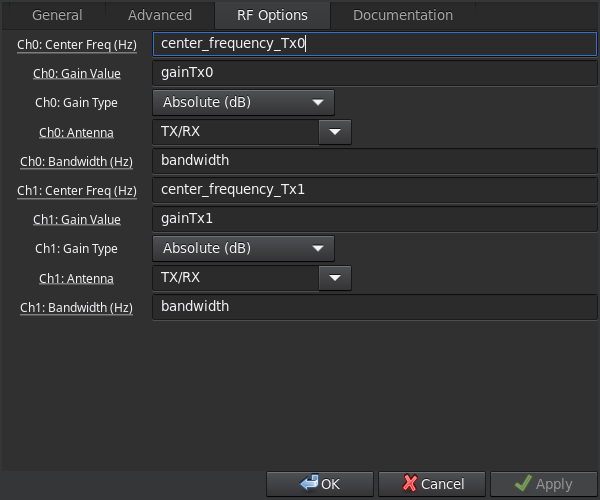 General Advanced RF Options Documentation
Ch0: Center Freq (Hz) center_frequency_Tx0
Ch0: Gain Value gainTx0
Ch0: Gain Type Absolute (dB)
Ch0: Antenna TX/RX
Ch0: Bandwidth (Hz) bandwidth
Ch1: Center Freq (Hz) center_frequency_Tx1
Ch1: Gain Value gainTx1
Ch1: Gain Type Absolute (dB)
Ch1: Antenna TX/RX
Ch1: Bandwidth (Hz) bandwidth
OK Cancel Apply